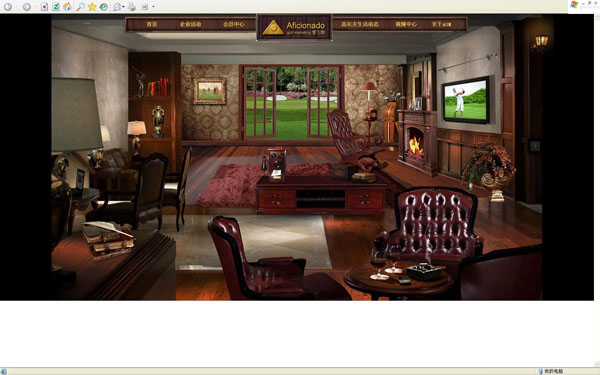 首页 企业活动 会员中心 Aficionado 高尔夫生活动态 视频中心 关于AGM
golf marketing 爱飞翔
我的电脑